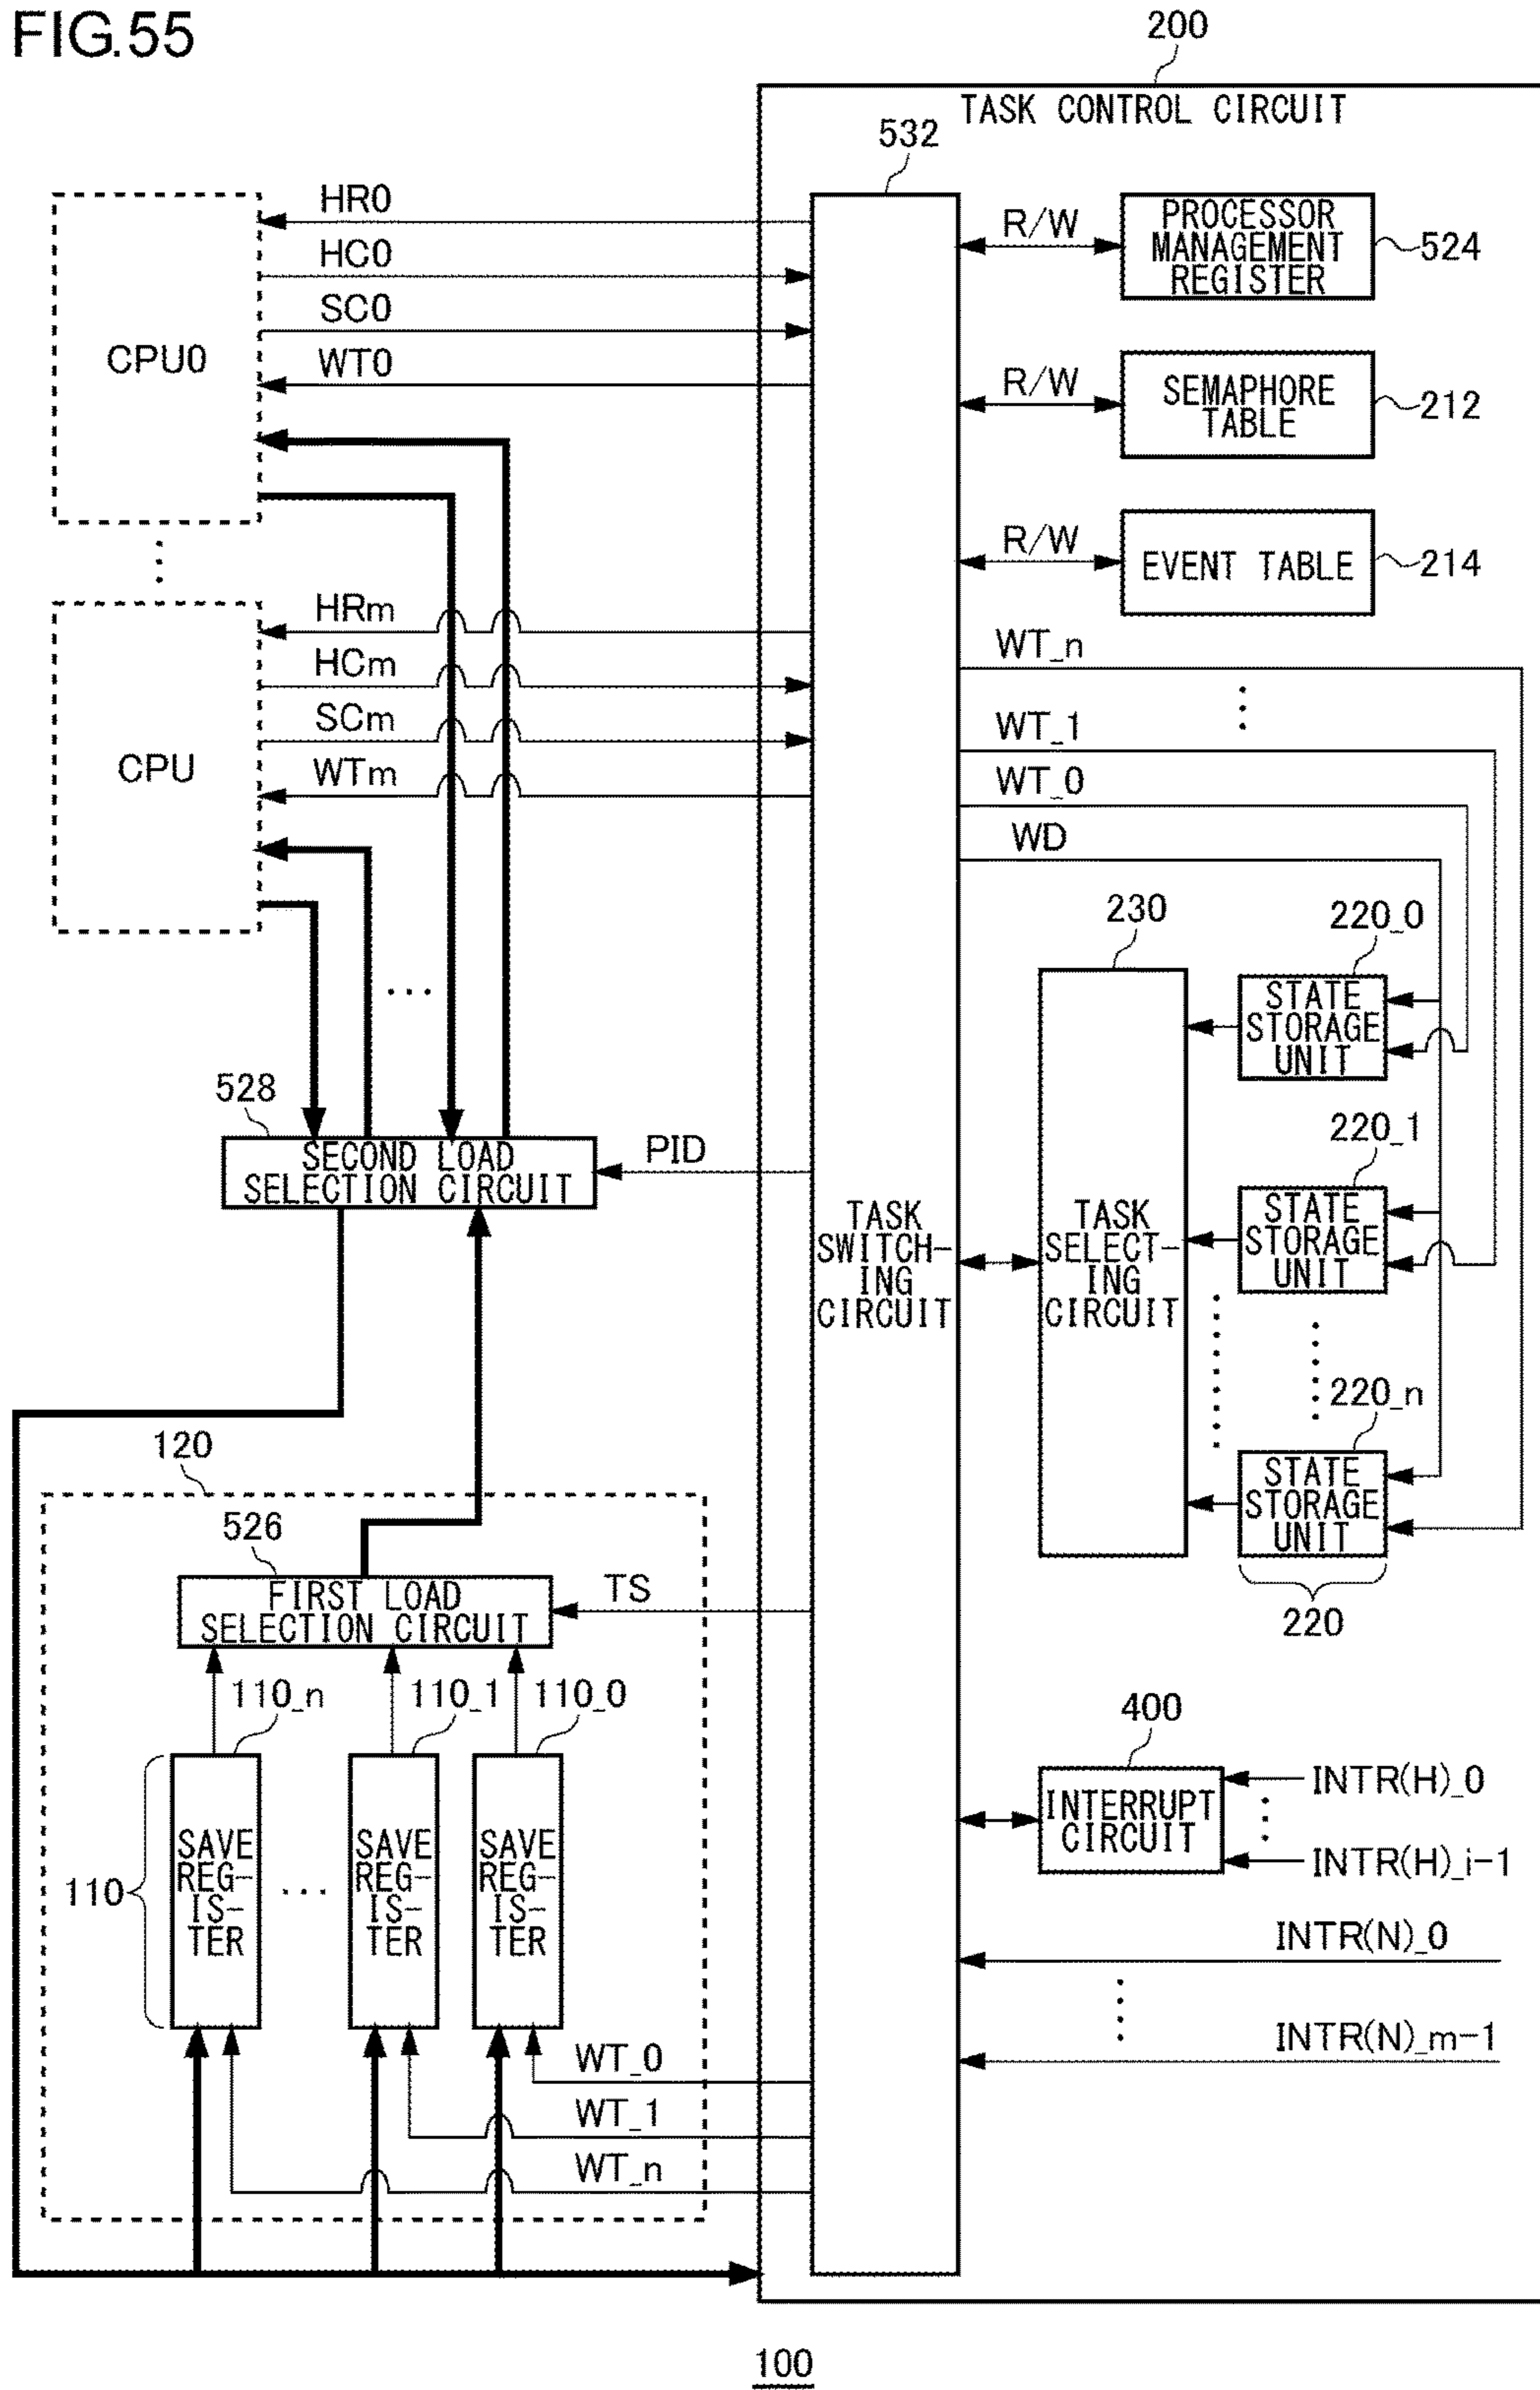 FIG.55
200
TASK CONTROL CIRCUIT
532
HR0
HC0
SC0
WT0
CPU0
R/W
PROCESSOR
MANAGEMENT
REGISTER
524
R/W
SEMAPHORE
TABLE
212
R/W
EVENT TABLE
214
HRm
HCm
SCm
WTm
CPU
WT_n
WT_1
WT_0
WD
230
220_0
STATE
STORAGE
UNIT
220_1
STATE
STORAGE
UNIT
220_n
STATE
STORAGE
UNIT
220
528
SECOND LOAD
SELECTION CIRCUIT
PID
TASK
SWITCH-
ING
CIRCUIT
TASK
SELECT-
ING
CIRCUIT
120
526
FIRST LOAD
SELECTION CIRCUIT
TS
110_n
110_1
110_0
110
SAVE
REG-
IS-
TER
SAVE
REG-
IS-
TER
SAVE
REG-
IS-
TER
400
INTERRUPT
CIRCUIT
INTR(H)_0
INTR(H)_i-1
INTR(N)_0
INTR(N)_m-1
WT_0
WT_1
WT_n
100